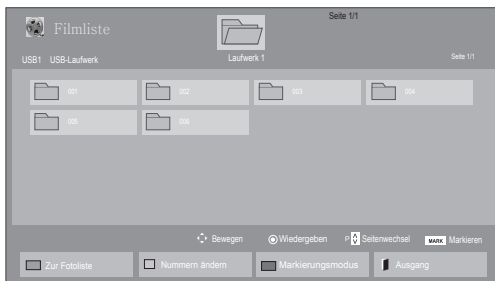 Seite 1/1
Filmliste
Laufwerk 1
USB1 USB-Laufwerk
Seite 1/1
001 002 003 004
005 006
Bewegen Wiedergeben P Seitenwechsel MARK Markieren
Zur Fotoliste Nummern ändern Markierungsmodus Ausgang